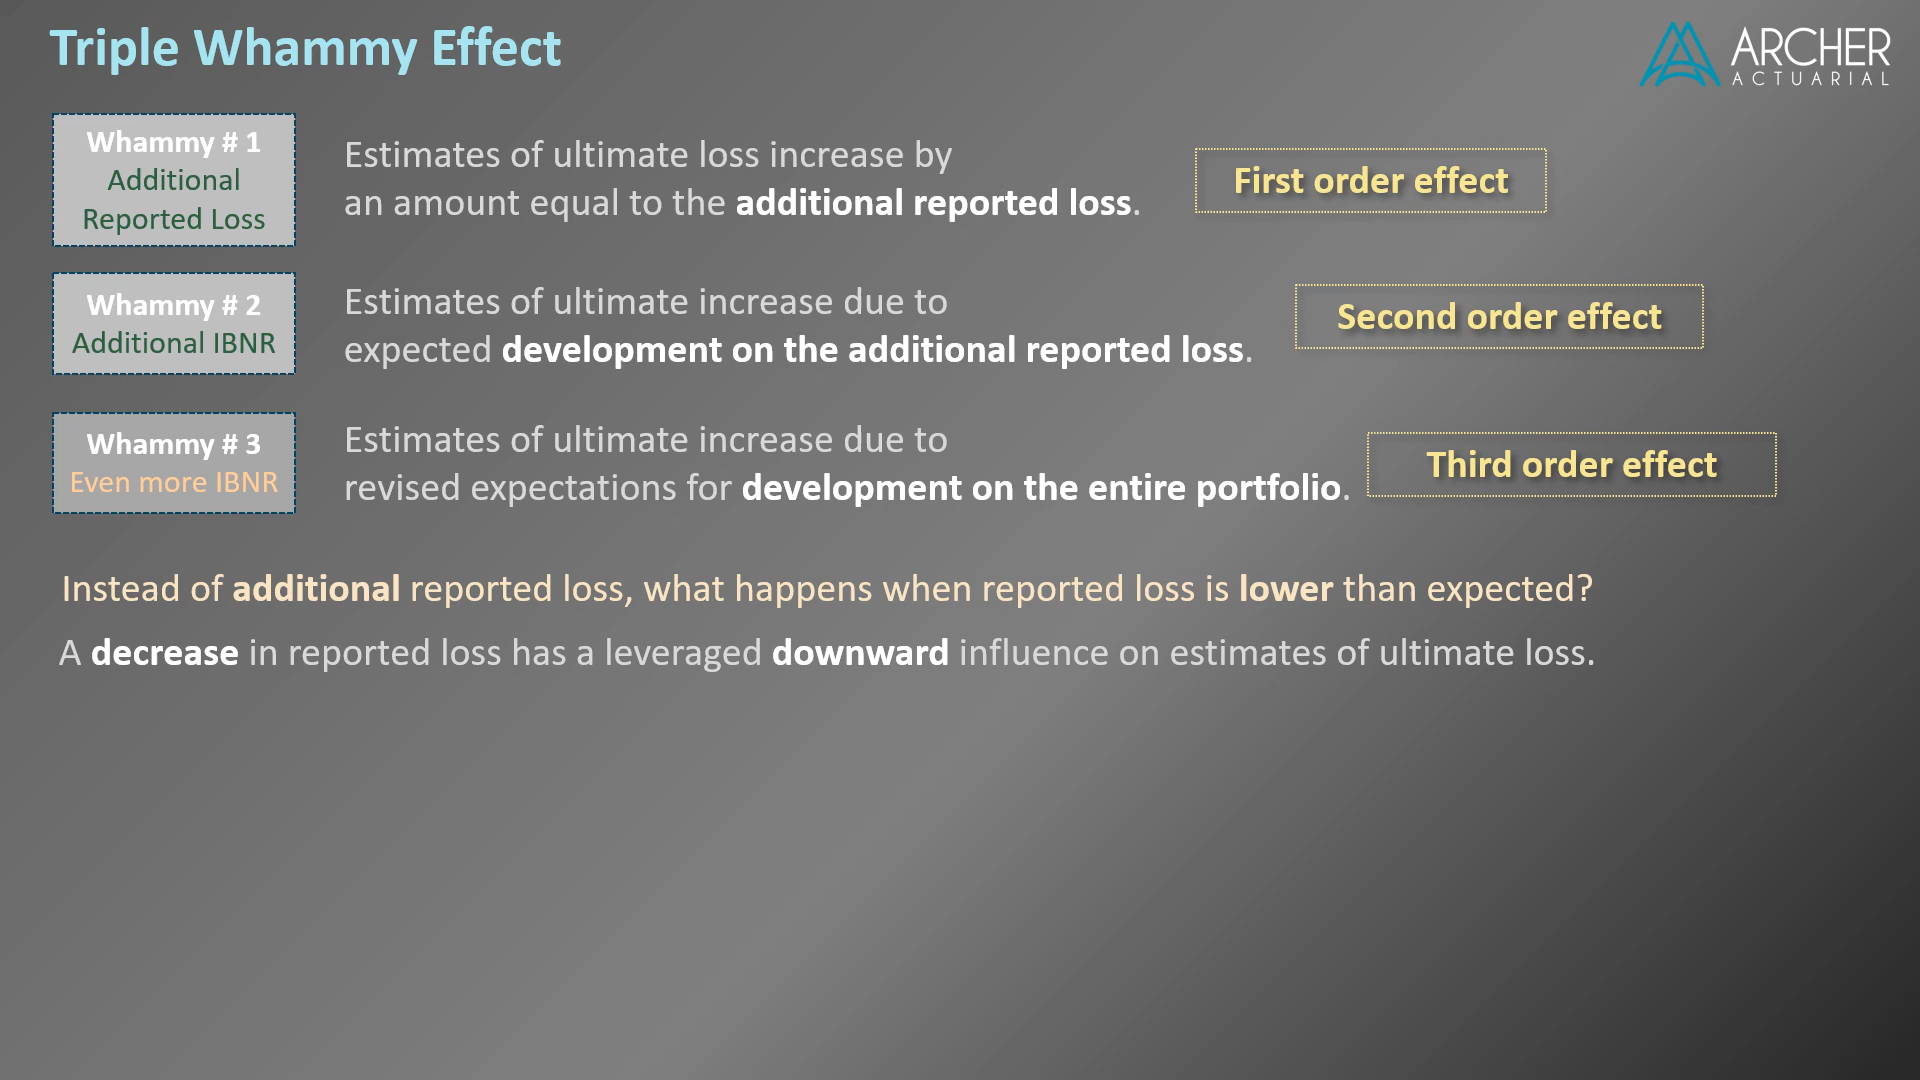 Triple Whammy Effect
ARCHER
ACTUARIAL
Whammy # 1
Additional
Reported Loss
Estimates of ultimate loss increase by
an amount equal to the additional reported loss.
First order effect
Whammy # 2
Additional IBNR
Estimates of ultimate increase due to
expected development on the additional reported loss.
Second order effect
Whammy # 3
Even more IBNR
Estimates of ultimate increase due to
revised expectations for development on the entire portfolio.
Third order effect
Instead of additional reported loss, what happens when reported loss is lower than expected?
A decrease in reported loss has a leveraged downward influence on estimates of ultimate loss.